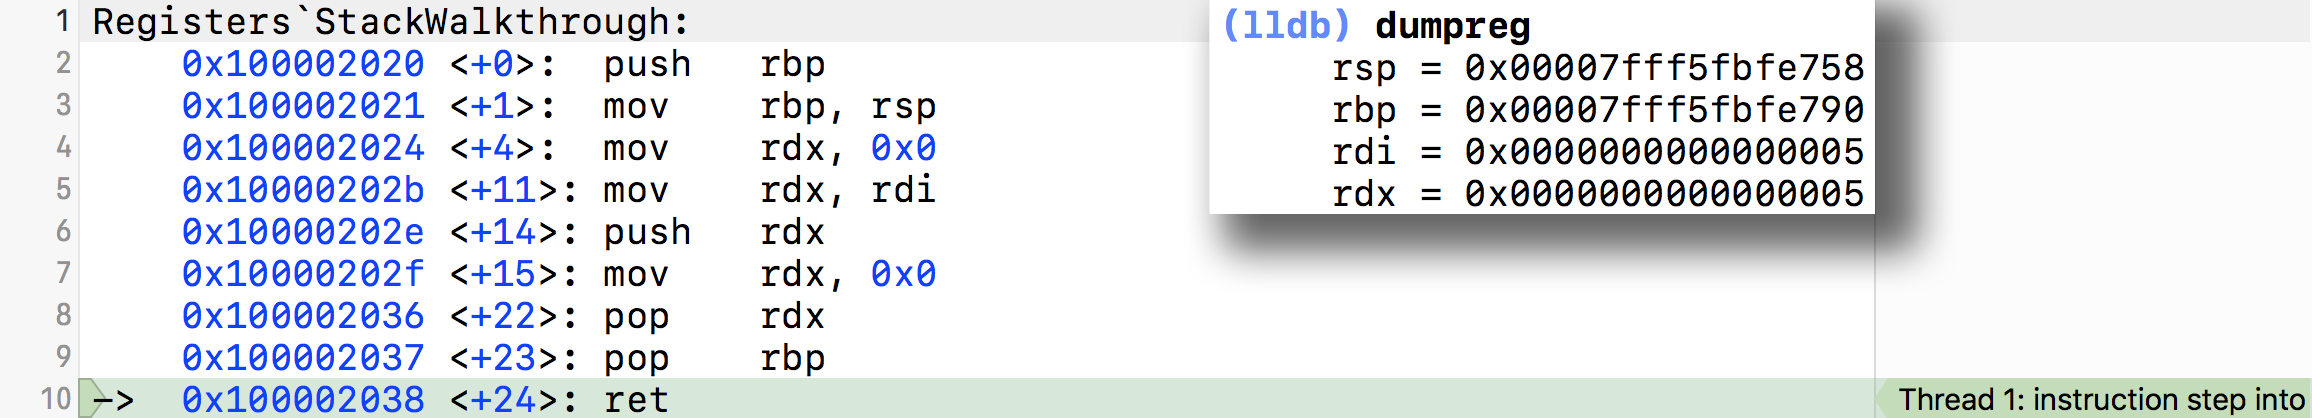 1 Registers`StackWalkthrough:
2 0x100002020 <+0>: push rbp
3 0x100002021 <+1>: mov rbp, rsp
4 0x100002024 <+4>: mov rdx, 0x0
5 0x10000202b <+11>: mov rdx, rdi
6 0x10000202e <+14>: push rdx
7 0x10000202f <+15>: mov rdx, 0x0
8 0x100002036 <+22>: pop rdx
9 0x100002037 <+23>: pop rbp
10 -> 0x100002038 <+24>: ret
Thread 1: instruction step into
(lldb) dumpreg
rsp = 0x00007fff5fbfe758
rbp = 0x00007fff5fbfe790
rdi = 0x0000000000000005
rdx = 0x0000000000000005